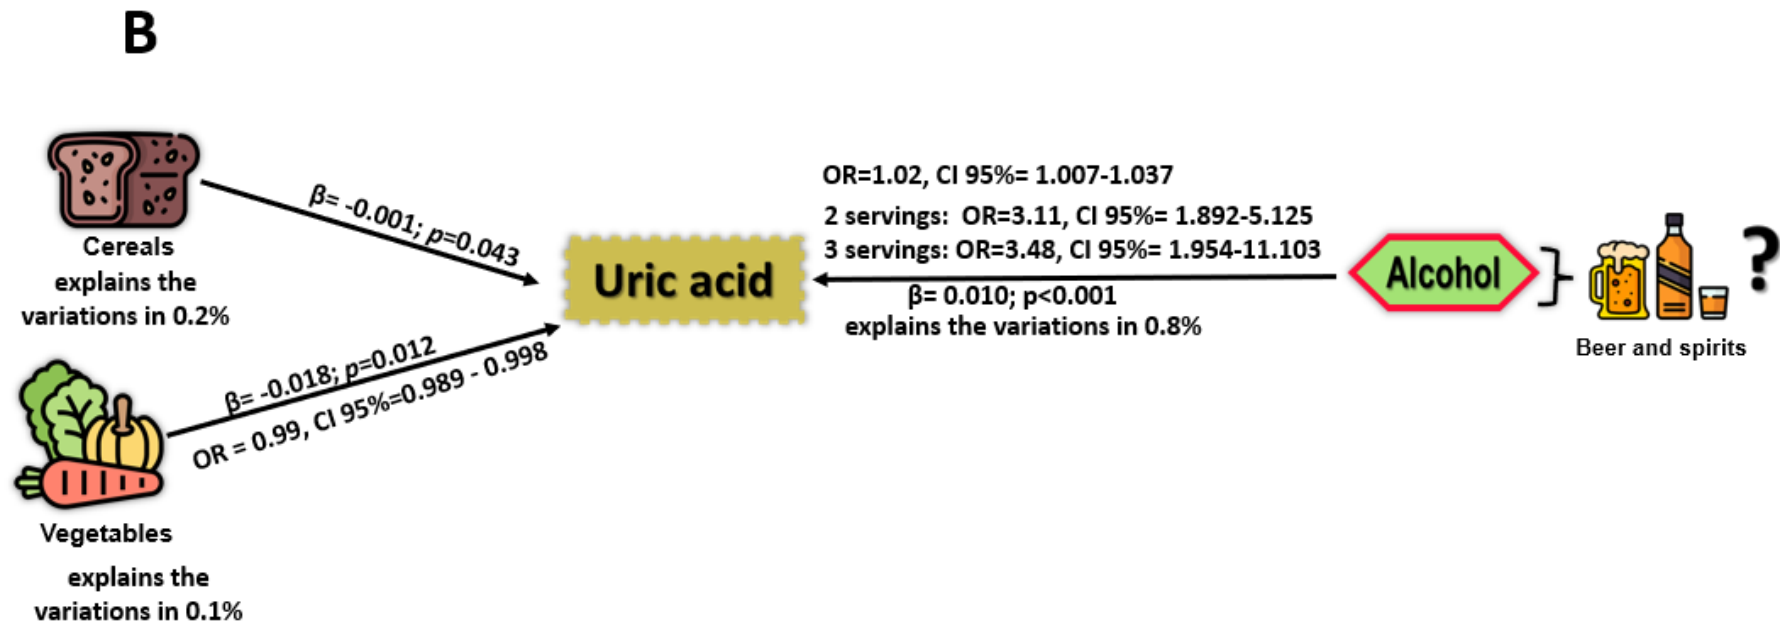 B
Cereals
explains the
variations in 0.2%
β= -0.001; p=0.043
Vegetables
explains the
variations in 0.1%
β= -0.018; p=0.012
OR = 0.99, CI 95%=0.989 - 0.998
Uric acid
OR=1.02, CI 95%= 1.007-1.037
2 servings:  OR=3.11, CI 95%= 1.892-5.125
3 servings: OR=3.48, CI 95%= 1.954-11.103
β= 0.010; p<0.001
explains the variations in 0.8%
Alcohol
?
Beer and spirits